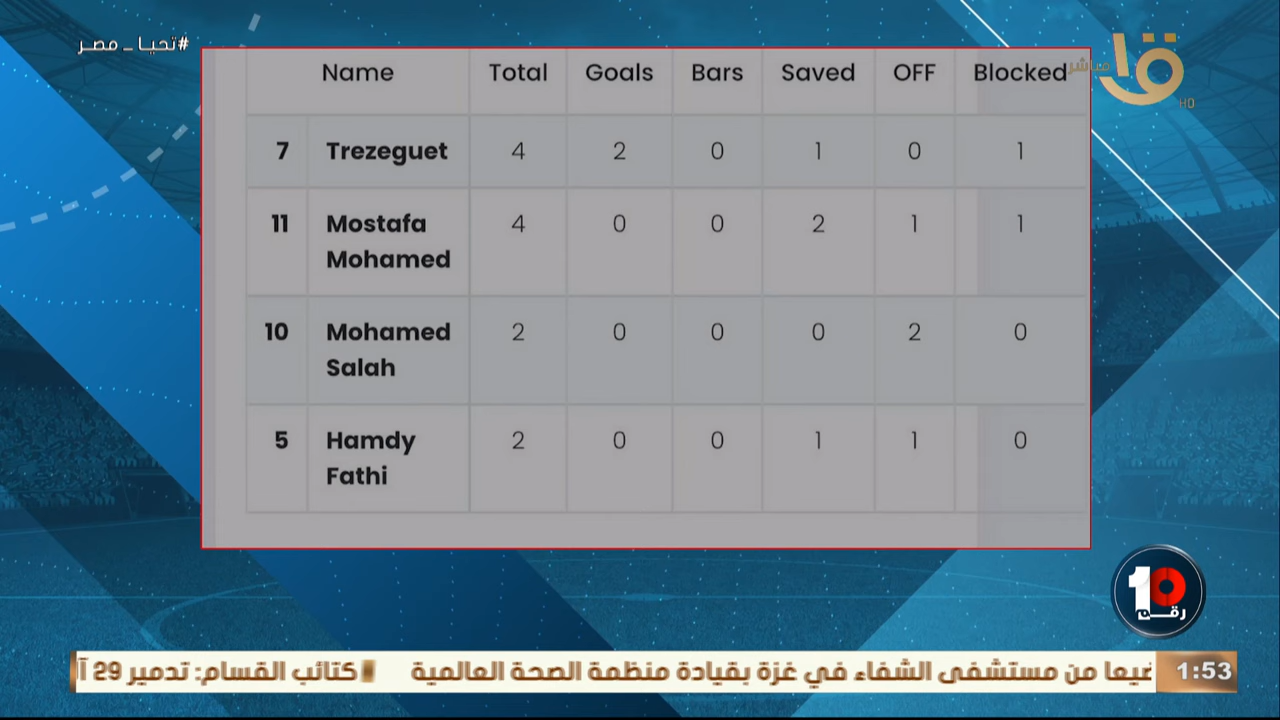 #تحيا_مصر
مباشر
HD
Name Total Goals Bars Saved OFF Blocked
7 Trezeguet 4 2 0 1 0 1
11 Mostafa Mohamed 4 0 0 2 1 1
10 Mohamed Salah 2 0 0 0 2 0
5 Hamdy Fathi 2 0 0 1 1 0
رقم 10
1:53 من مستشفى الشفاء في غزة بقيادة منظمة الصحة العالمية كتائب القسام: تدمير 29